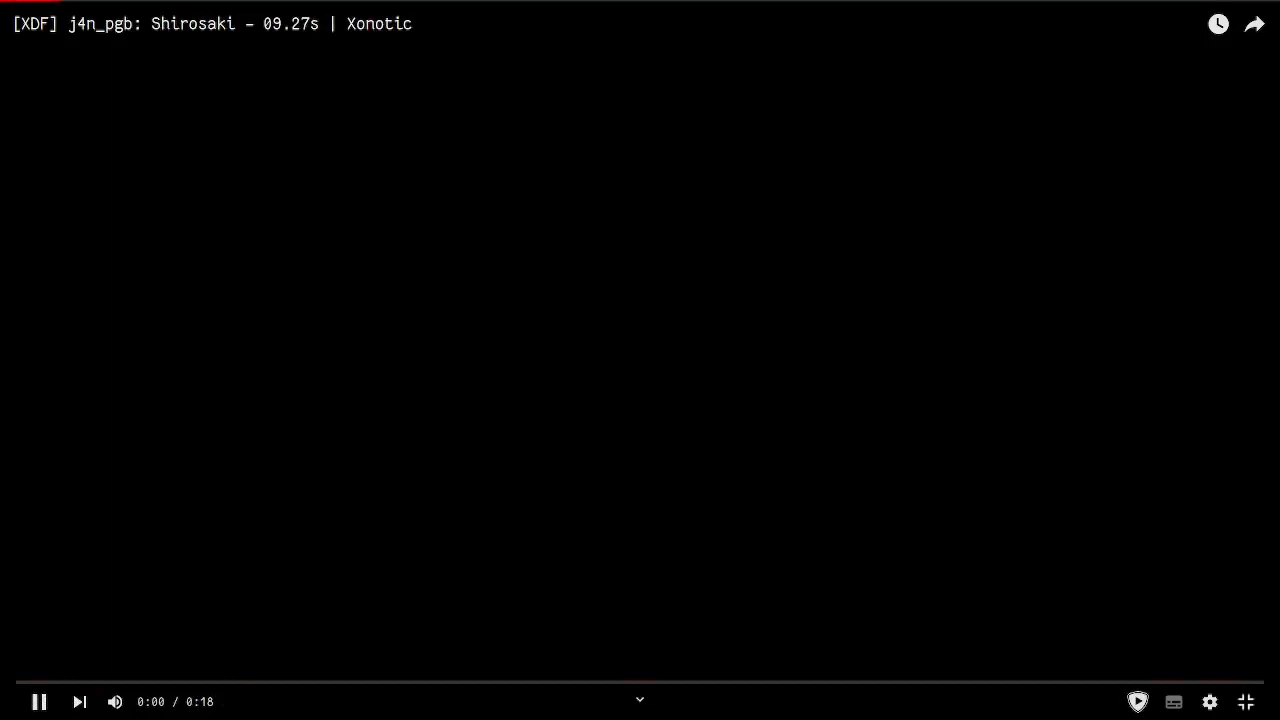 [XDF] j4n_pgb: Shirosaki – 09.27s | Xonotic
0:00 / 0:18